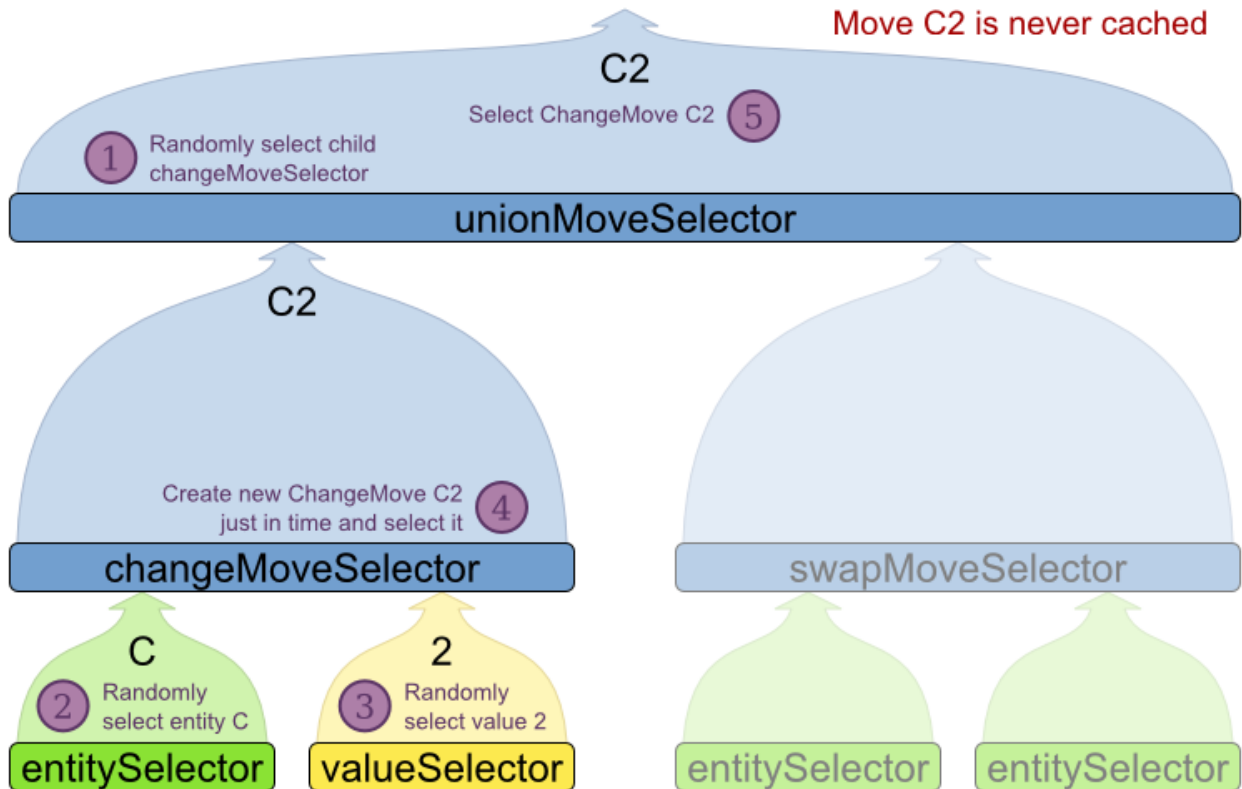 Move C2 is never cached
C2
Select ChangeMove C2 5
1 Randomly select child
changeMoveSelector
unionMoveSelector
C2
Create new ChangeMove C2
just in time and select it
4
changeMoveSelector
swapMoveSelector
C
2
2 Randomly
select entity C
3 Randomly
select value 2
entitySelector
valueSelector
entitySelector
entitySelector